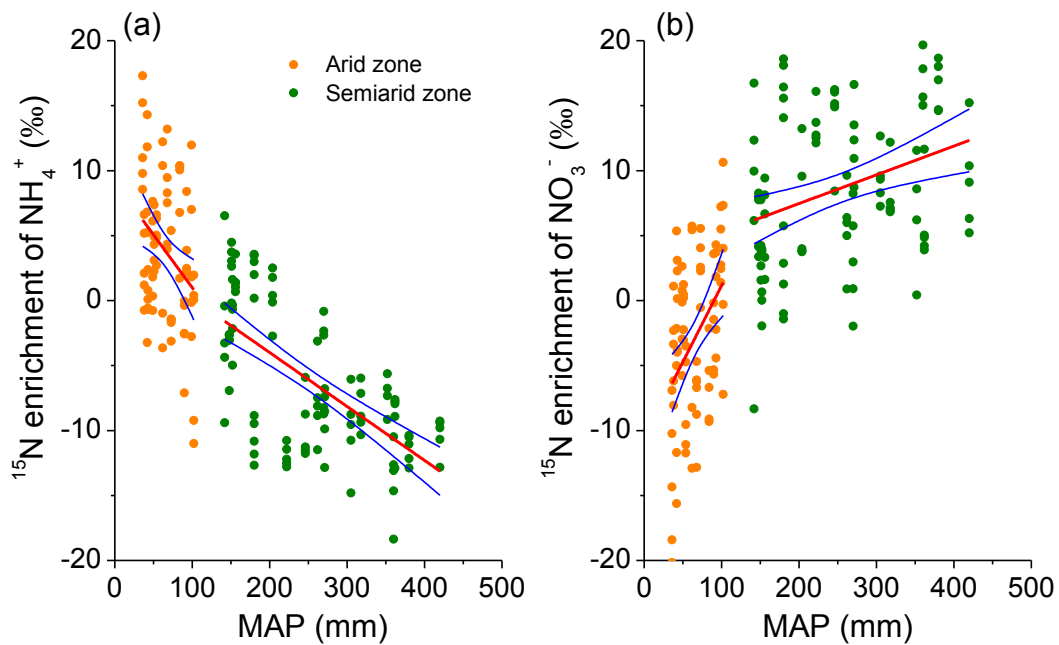 (a)
(b)
Arid zone
Semiarid zone
¹⁵N enrichment of NH₄⁺ (‰)
20
10
0
-10
-20
0
100
200
300
400
500
MAP (mm)
¹⁵N enrichment of NO₃⁻ (‰)
20
10
0
-10
-20
0
100
200
300
400
500
MAP (mm)